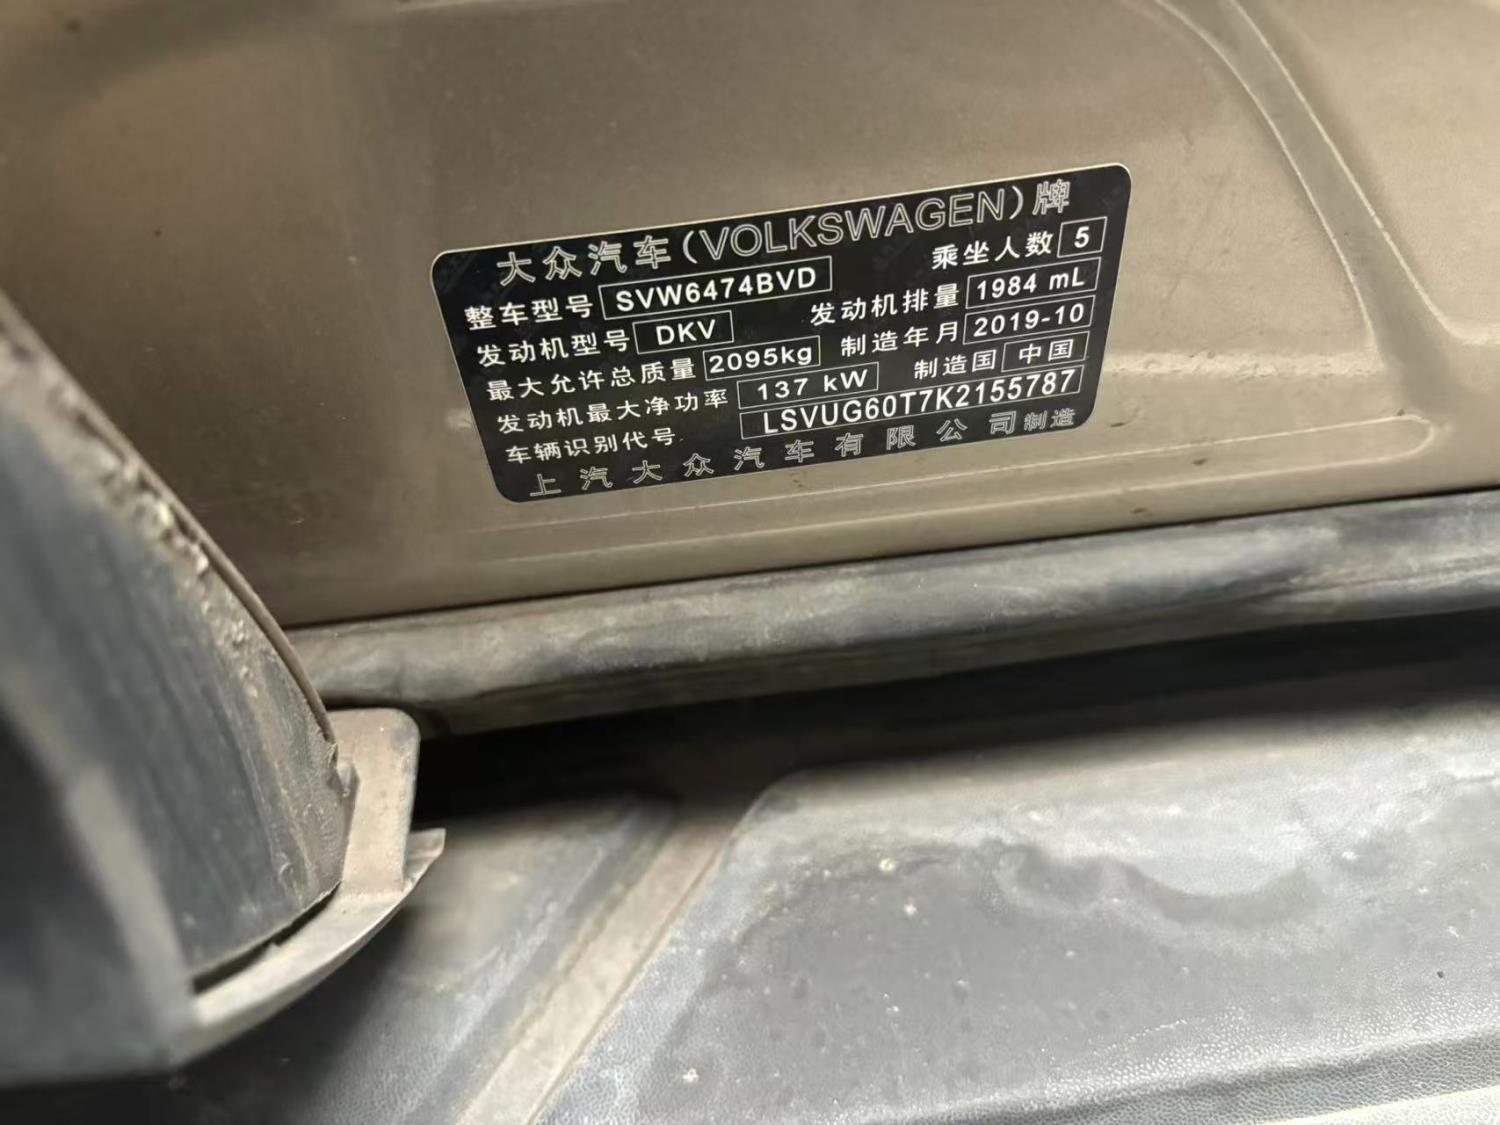 大众汽车(VOLKSWAGEN)牌
整车型号 SVW6474BVD 乘坐人数 5
发动机型号 DKV 发动机排量 1984 mL
最大允许总质量 2095kg 制造年月 2019-10
发动机最大净功率 137 kW 制造国 中国
车辆识别代号 LSVUG60T7K2155787
上汽大众汽车有限公司制造